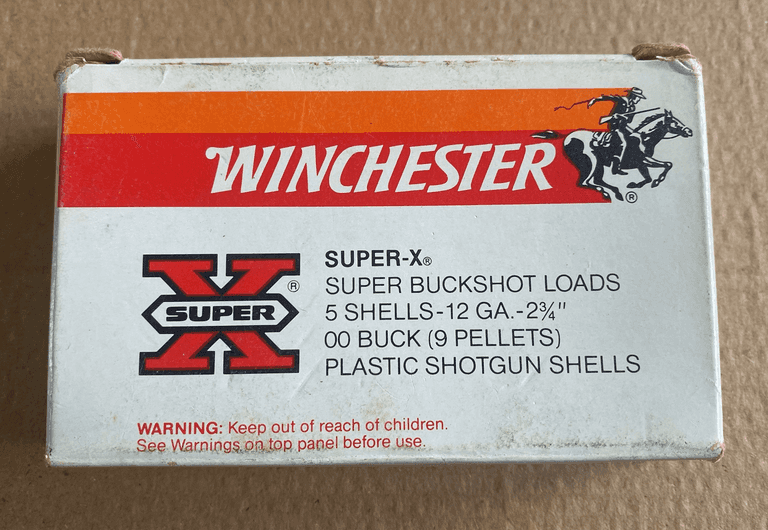 WINCHESTER
®
SUPER-X®
SUPER BUCKSHOT LOADS
5 SHELLS-12 GA.-2¾"
00 BUCK (9 PELLETS)
PLASTIC SHOTGUN SHELLS
X SUPER ®
WARNING: Keep out of reach of children.
See Warnings on top panel before use.